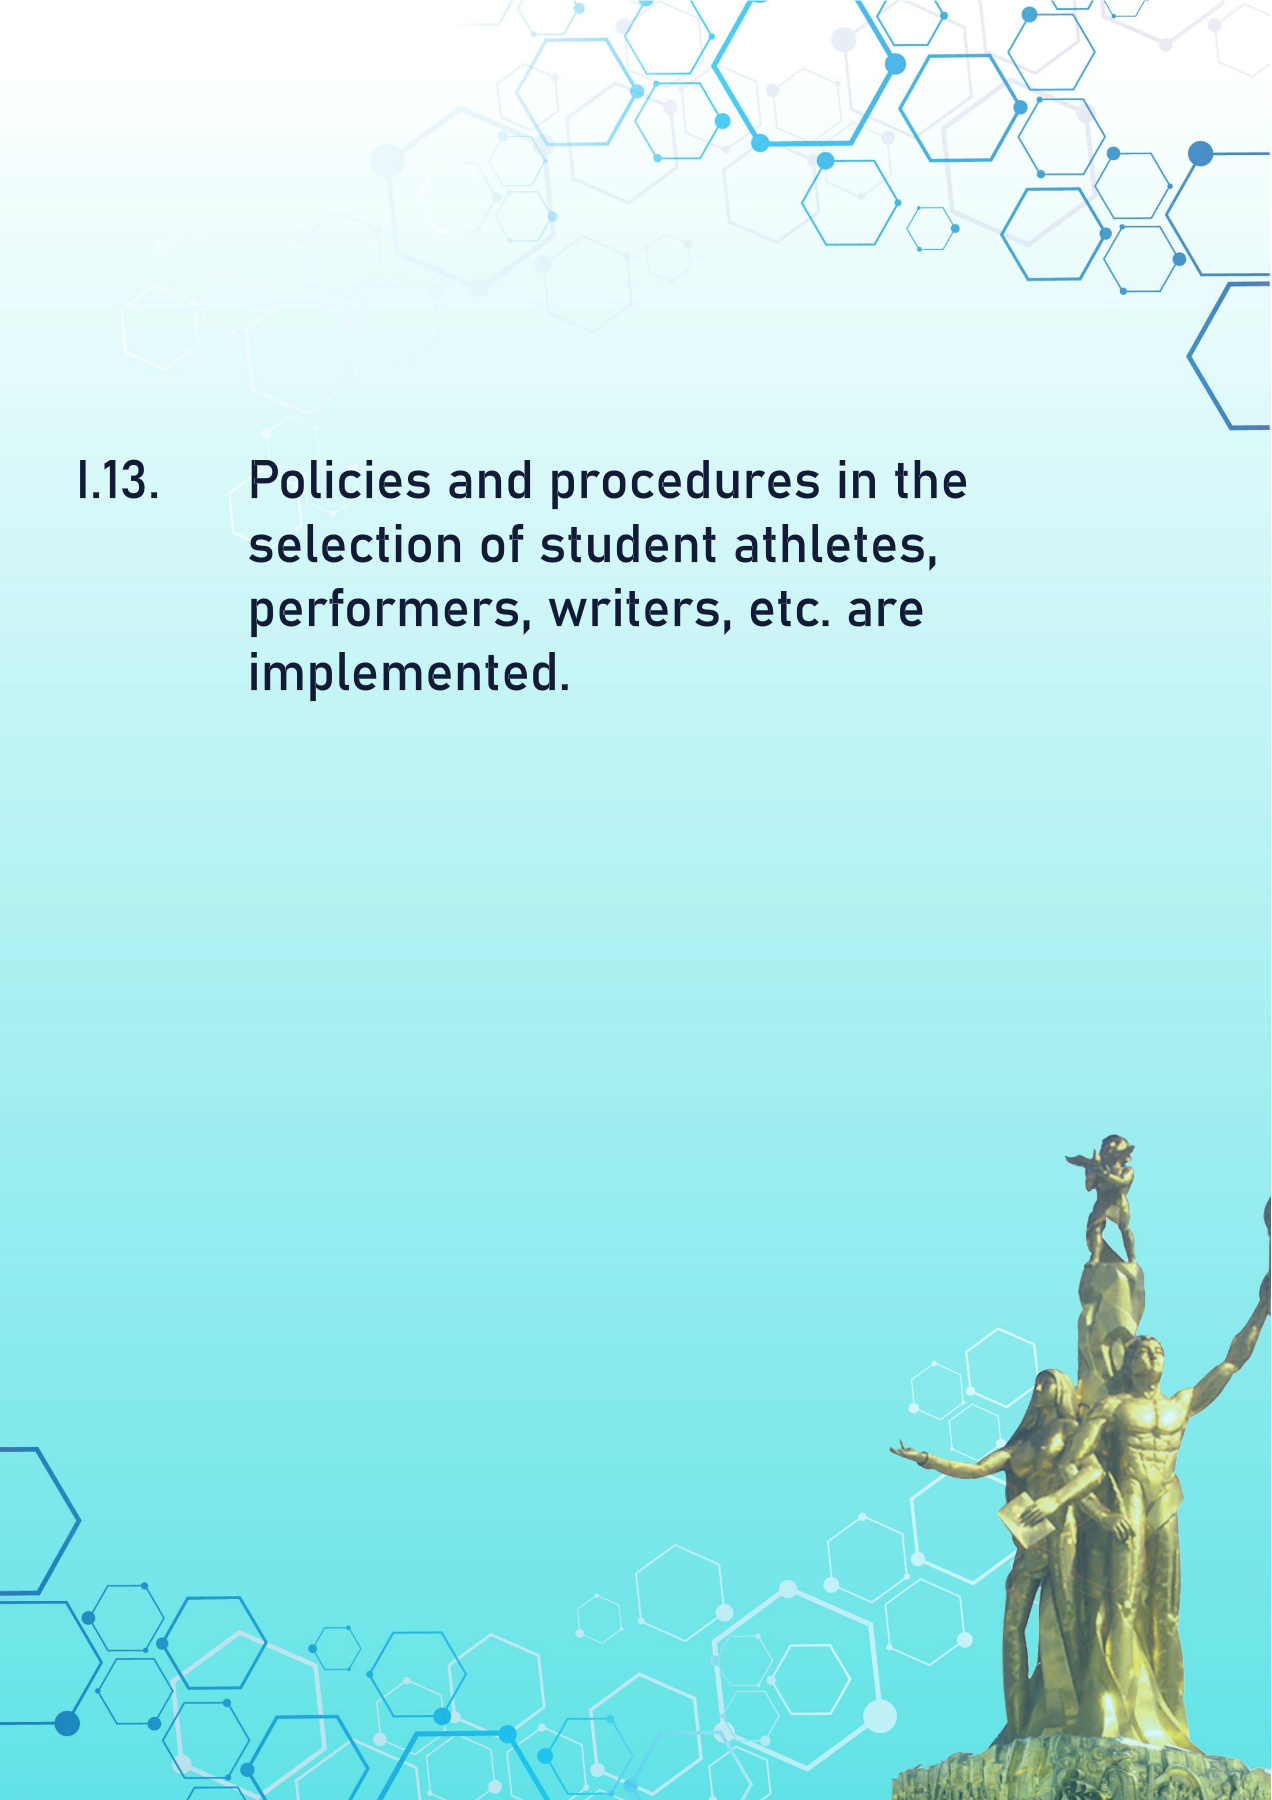 I.13. Policies and procedures in the
selection of student athletes,
performers, writers, etc. are
implemented.